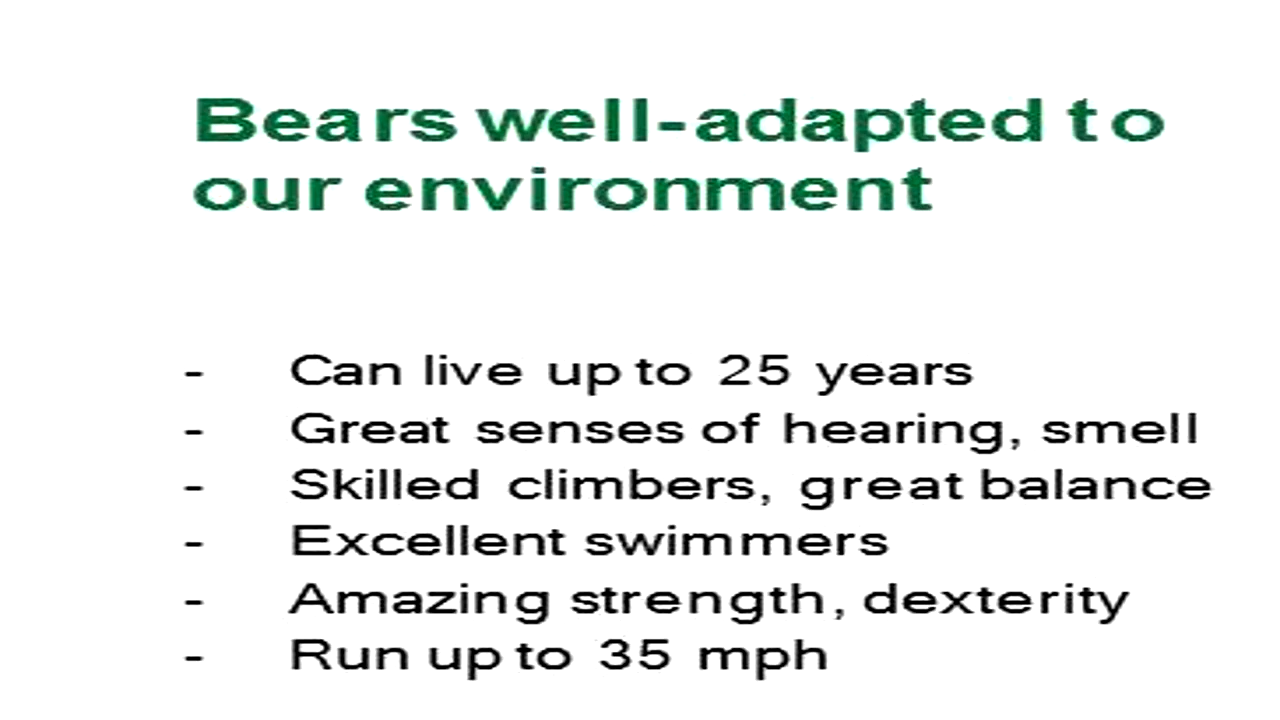 Bears well-adapted to
our environment
- Can live up to 25 years
- Great senses of hearing, smell
- Skilled climbers, great balance
- Excellent swimmers
- Amazing strength, dexterity
- Run up to 35 mph